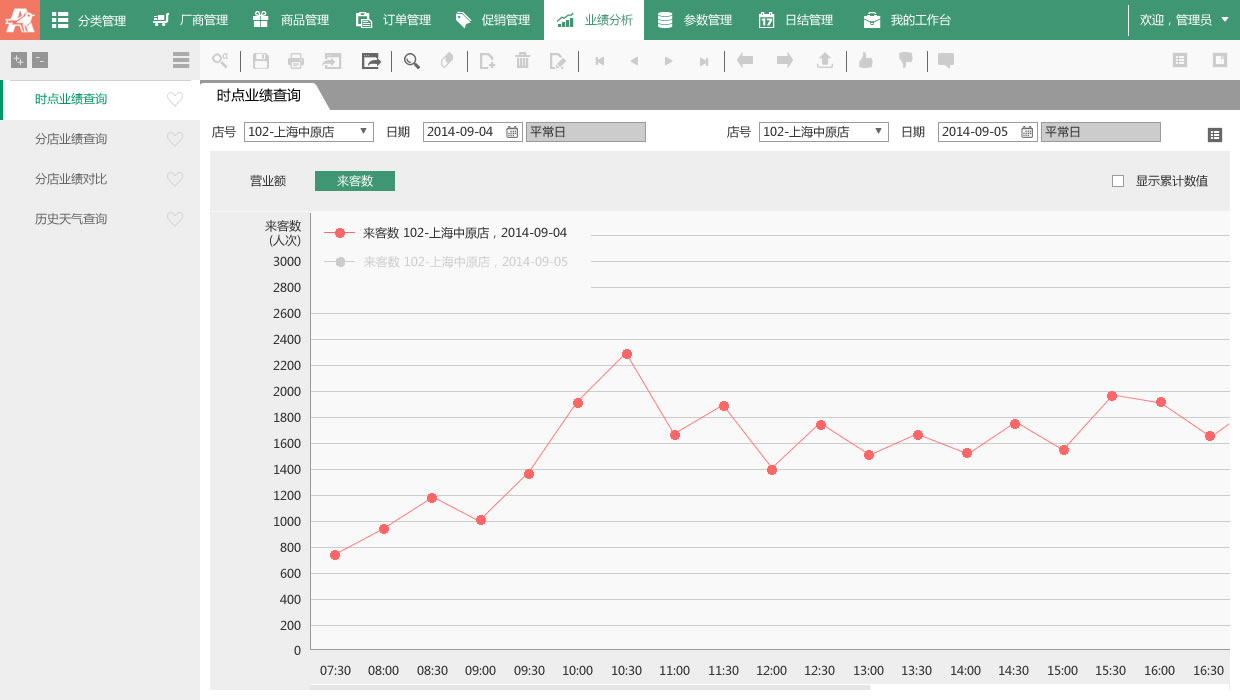 分类管理 厂商管理 商品管理 订单管理 促销管理 业绩分析 参数管理 日结管理 我的工作台 欢迎，管理员
时点业绩查询
分店业绩查询
分店业绩对比
历史天气查询
时点业绩查询
店号 102-上海中原店 日期 2014-09-04 平常日 店号 102-上海中原店 日期 2014-09-05 平常日
17
营业额 来客数 显示累计数值
来客数
(人次)
来客数 102-上海中原店，2014-09-04
来客数 102-上海中原店，2014-09-05
3000
2800
2600
2400
2200
2000
1800
1600
1400
1200
1000
800
600
400
200
0
07:30 08:00 08:30 09:00 09:30 10:00 10:30 11:00 11:30 12:00 12:30 13:00 13:30 14:00 14:30 15:00 15:30 16:00 16:30